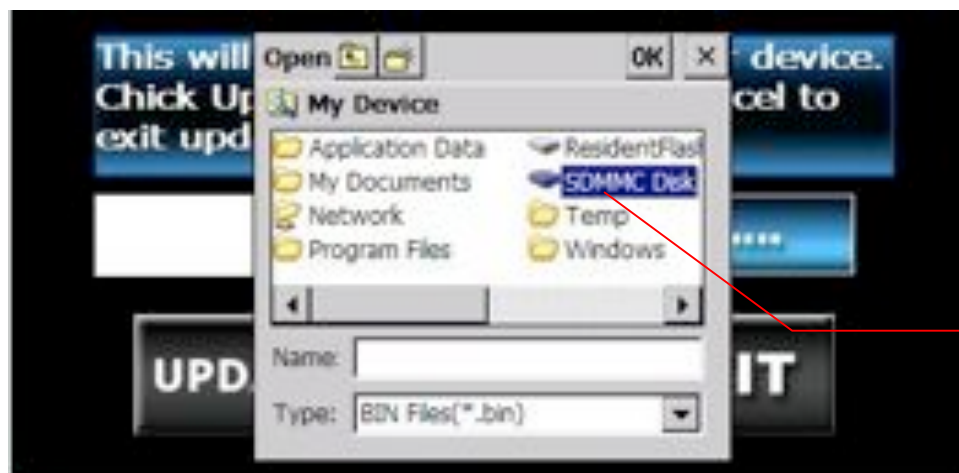 This will
device.
Chick Up
cel to
exit upd
Open
OK ×
My Device
Application Data
ResidentFlash
My Documents
SDMMC Disk
Network
Temp
Program Files
Windows
....
Name:
UPD
IT
Type: BIN Files(*.bin)